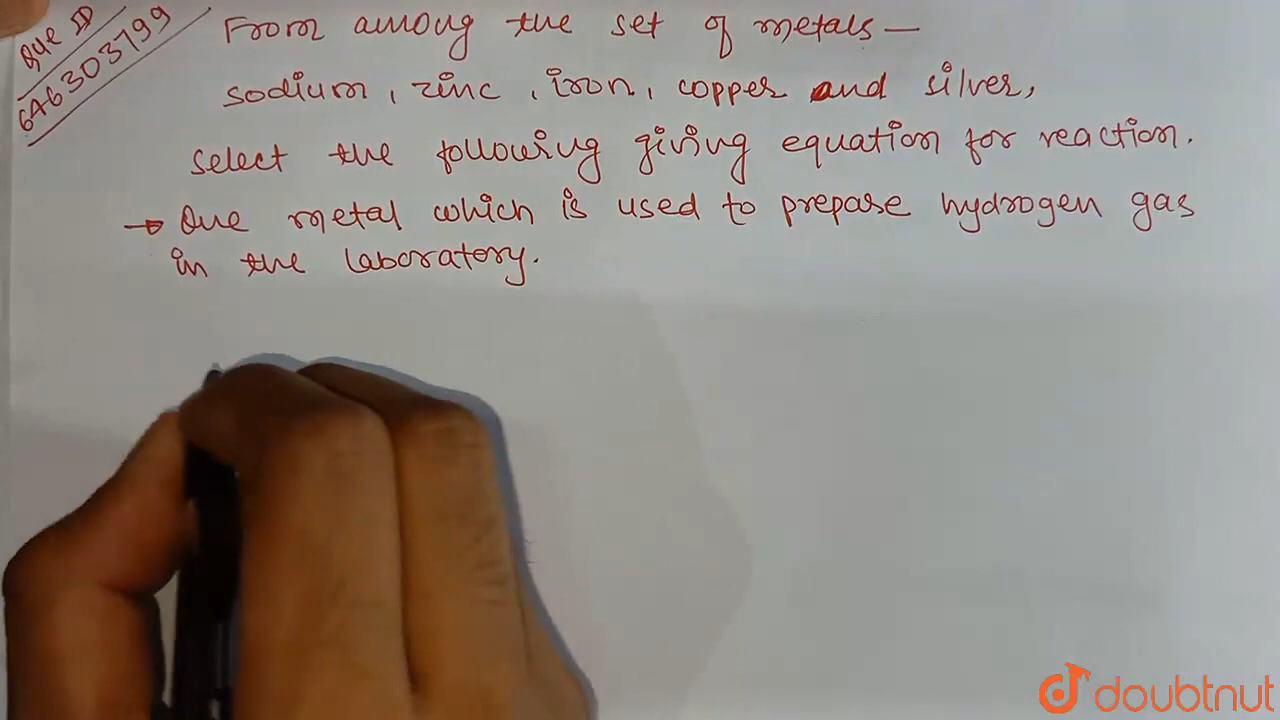 Que ID
646303799
From among the set of metals—
sodium, zinc, iron, copper and silver,
select the following giving equation for reaction.
→ One metal which is used to prepare hydrogen gas
in the laboratory.
doubtnut